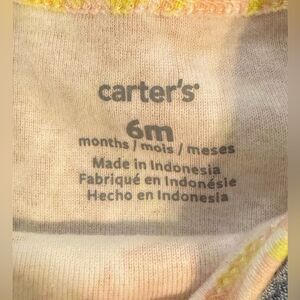 carter's
6m
months / mois / meses
Made in Indonesia
Fabriqué en Indonésie
Hecho en Indonesia